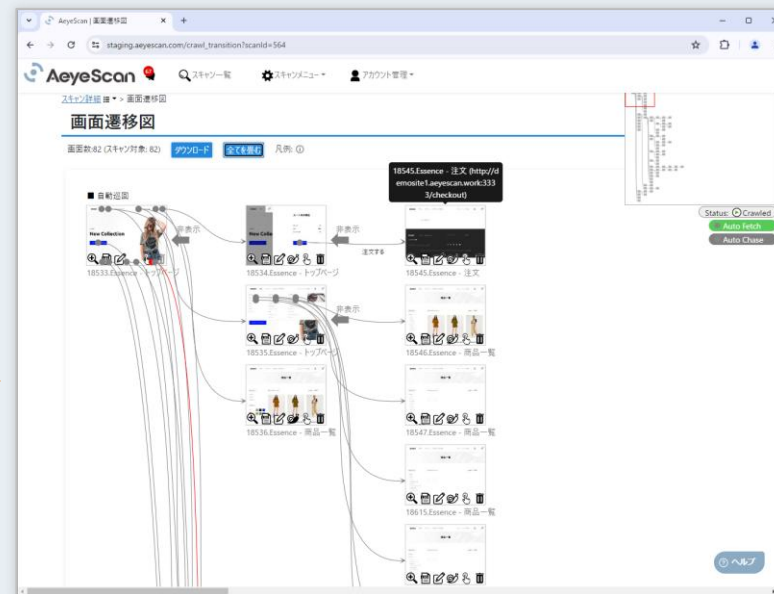 AeyeScan | 画面遷移図
staging.aeyescan.com/crawl_transition?scanId=564
AeyeScan
スキャン一覧
スキャンメニュー
アカウント管理
スキャン詳細 > 画面遷移図
画面遷移図
画面数:82 (スキャン対象: 82)
ダウンロード
全てを畳む
凡例:
18545.Essence - 注文 (http://d
emosite1.aeyescan.work:333
3/checkout)
Status: Crawled
Auto Fetch
Auto Chase
■ 自動巡回
New Collection
非表示
New Colle
非表示
注文する
18533.Essence - トップページ
18534.Essence - トップページ
18545.Essence - 注文
非表示
18535.Essence - トップページ
18546.Essence - 商品一覧
18536.Essence - 商品一覧
18547.Essence - 商品一覧
18615.Essence - 商品一覧
ヘルプ